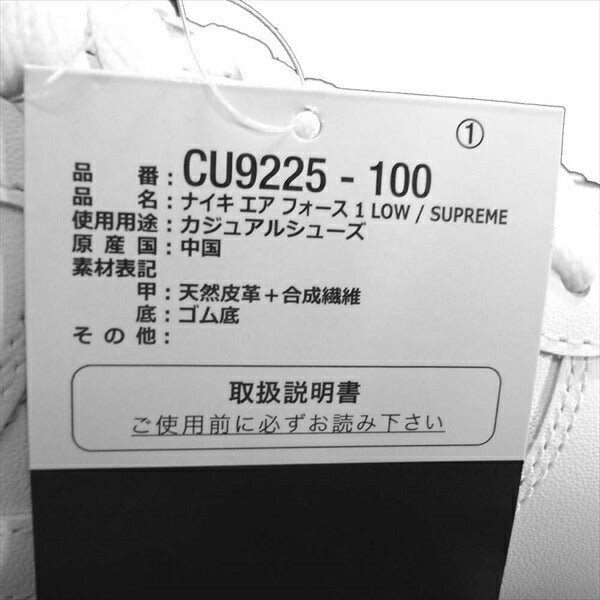 ①
品番：CU9225 - 100
品名：ナイキ エア フォース 1 LOW / SUPREME
使用用途：カジュアルシューズ
原産国：中国
素材表記
甲：天然皮革＋合成繊維
底：ゴム底
その他：
取扱説明書
ご使用前に必ずお読み下さい